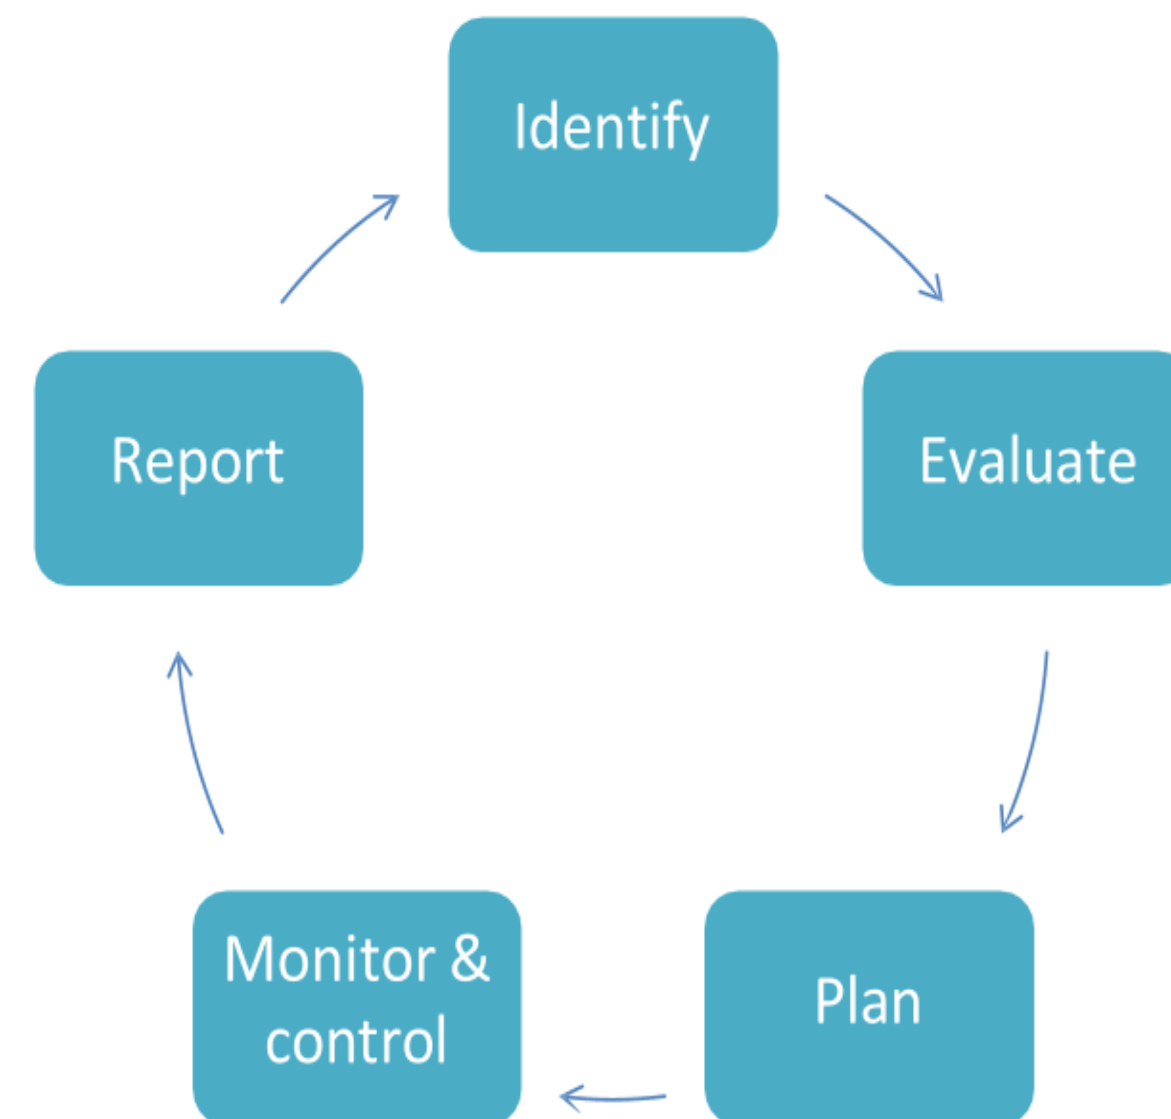 Identify
Evaluate
Plan
Monitor &
control
Report